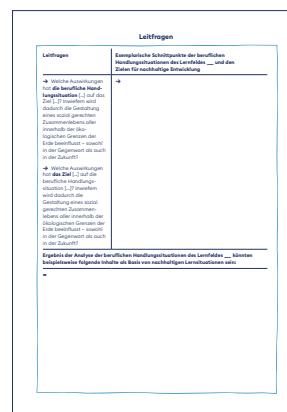 Leitfragen
Leitfragen
Exemplarische Schnittpunkte der beruflichen
Handlungssituationen des Lernfeldes __ und den
Zielen für nachhaltige Entwicklung
➔ Welche Auswirkungen
hat die berufliche Hand-
lungssituation [...] auf das
Ziel [...]? Inwiefern wird
dadurch die Gestaltung
eines sozial gerechten
Zusammenlebens oder
innerhalb der öko-
logischen Grenzen der
Erde beeinflusst – sowohl
in der Gegenwart als auch
in der Zukunft?
➔
➔ Welche Auswirkungen
hat das Ziel [...] auf die
berufliche Handlungs-
situation [...]? Inwiefern
wird dadurch die
Gestaltung eines sozial
gerechten Zusammen-
lebens oder innerhalb der
ökologischen Grenzen der
Erde beeinflusst – sowohl
in der Gegenwart als auch
in der Zukunft?
Ergebnis der Analyse der beruflichen Handlungssituationen des Lernfeldes __ könnten
beispielsweise folgende Inhalte als Basis von nachhaltigen Lernsituationen sein:
–